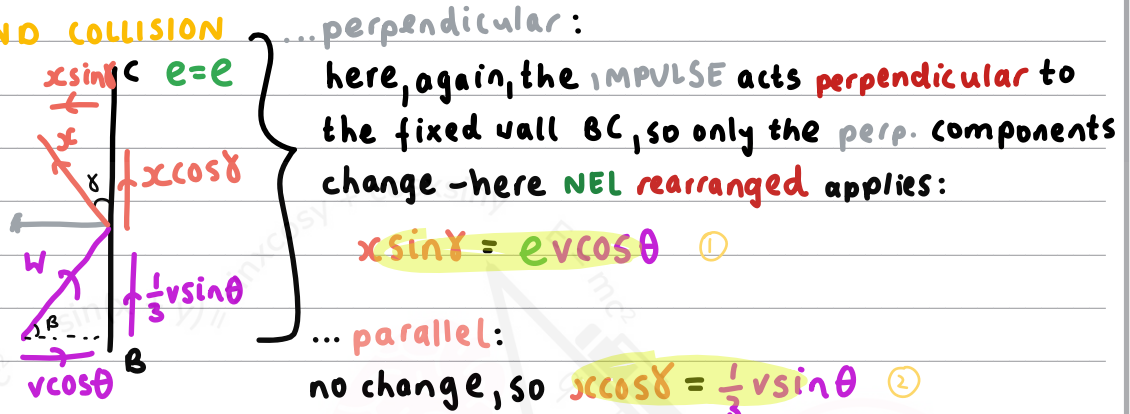 ND COLLISION
...perpendicular:
xsinγ
C
e=e
here, again, the IMPULSE acts perpendicular to
x
the fixed wall BC, so only the perp. components
γ
xcosγ
change - here NEL rearranged applies:
xsinγ = evcosθ ①
W
1/3 vsinθ
β
... parallel:
B
vcosθ
no change, so xcosγ = 1/3 vsinθ ②